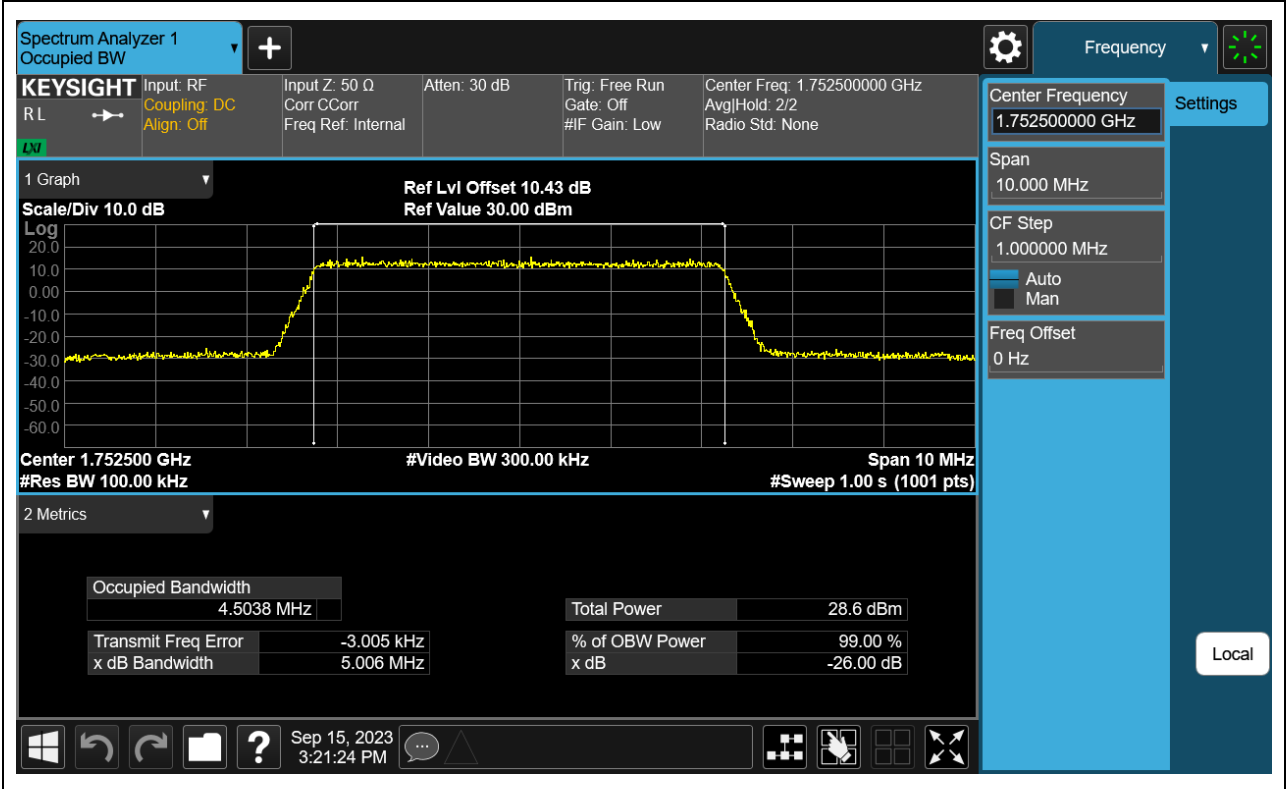 Spectrum Analyzer 1
Occupied BW
▼
+
Frequency
▼
KEYSIGHT
R L
LXI
Input: RF
Coupling: DC
Align: Off
Input Z: 50 Ω
Corr CCorr
Freq Ref: Internal
Atten: 30 dB
Trig: Free Run
Gate: Off
#IF Gain: Low
Center Freq: 1.752500000 GHz
Avg|Hold: 2/2
Radio Std: None
Center Frequency
1.752500000 GHz
Settings
Span
10.000 MHz
CF Step
1.000000 MHz
Auto
Man
Freq Offset
0 Hz
Local
1 Graph ▼
Scale/Div 10.0 dB
Ref Lvl Offset 10.43 dB
Ref Value 30.00 dBm
Log
20.0
10.0
0.00
-10.0
-20.0
-30.0
-40.0
-50.0
-60.0
Center 1.752500 GHz
#Video BW 300.00 kHz
Span 10 MHz
#Res BW 100.00 kHz
#Sweep 1.00 s (1001 pts)
2 Metrics ▼
Occupied Bandwidth
4.5038 MHz
Total Power 28.6 dBm
Transmit Freq Error -3.005 kHz
% of OBW Power 99.00 %
x dB Bandwidth 5.006 MHz
x dB -26.00 dB
?
Sep 15, 2023
3:21:24 PM